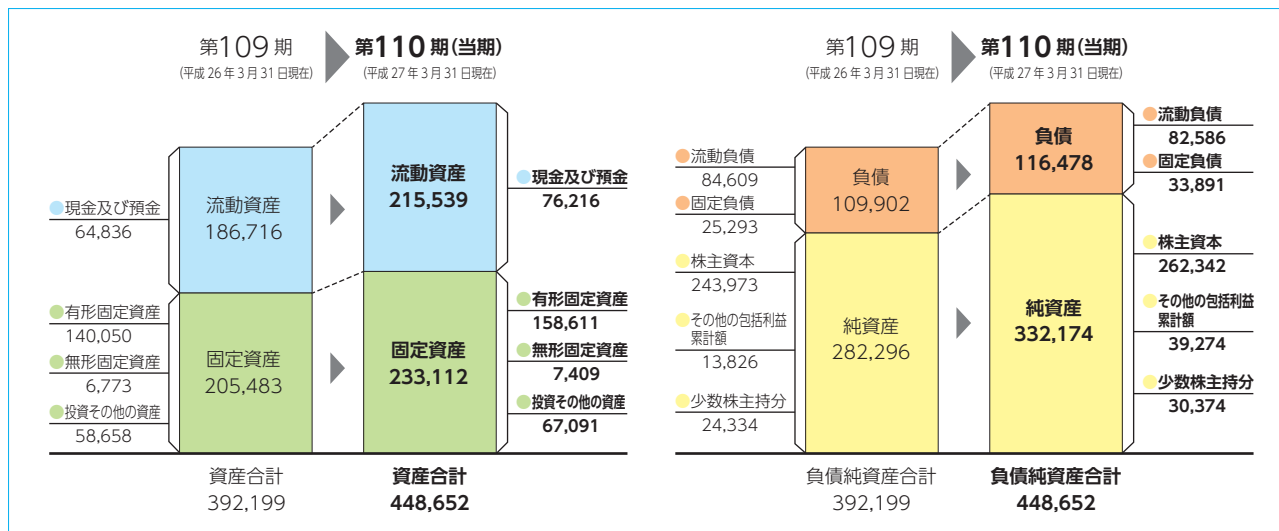 第109期
(平成26年3月31日現在)
第110期(当期)
(平成27年3月31日現在)
現金及び預金
64,836
流動資産
186,716
流動資産
215,539
現金及び預金
76,216
有形固定資産
140,050
無形固定資産
6,773
投資その他の資産
58,658
固定資産
205,483
固定資産
233,112
有形固定資産
158,611
無形固定資産
7,409
投資その他の資産
67,091
資産合計
392,199
資産合計
448,652
第109期
(平成26年3月31日現在)
第110期(当期)
(平成27年3月31日現在)
流動負債
84,609
固定負債
25,293
負債
109,902
負債
116,478
流動負債
82,586
固定負債
33,891
株主資本
243,973
その他の包括利益
累計額
13,826
少数株主持分
24,334
純資産
282,296
純資産
332,174
株主資本
262,342
その他の包括利益
累計額
39,274
少数株主持分
30,374
負債純資産合計
392,199
負債純資産合計
448,652